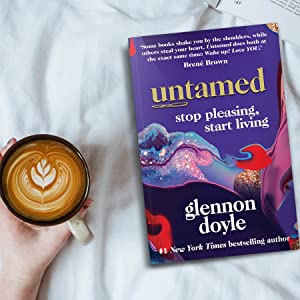 'Some books shake you by the shoulders, while
others steal your heart. Untamed does both at
the exact same time: Wake up! Love YOU.'
Brené Brown
untamed
stop pleasing,
start living
glennon
doyle
#1 New York Times bestselling author